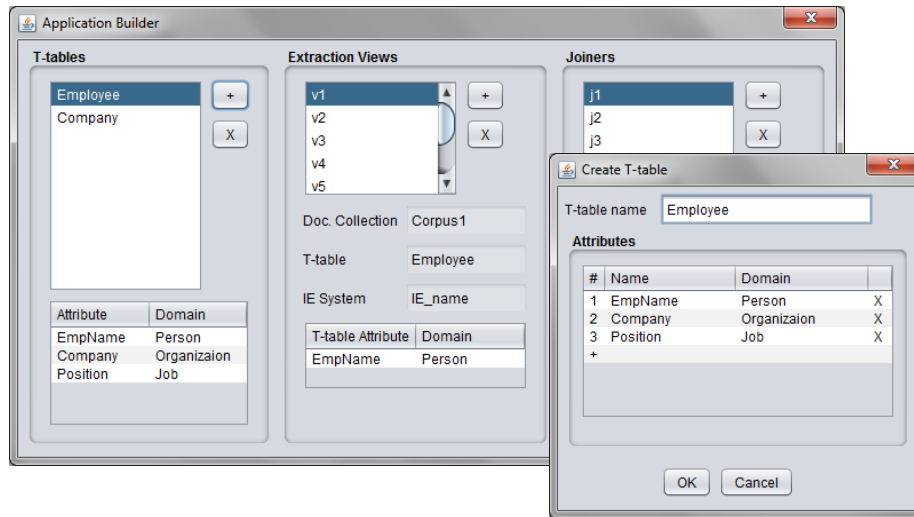 Application Builder
X
T-tables
Employee
Company
+
X
Attribute Domain
EmpName Person
Company Organizaion
Position Job
Extraction Views
v1
v2
v3
v4
v5
+
X
Doc. Collection Corpus1
T-table Employee
IE System IE_name
T-table Attribute Domain
EmpName Person
Joiners
j1
j2
j3
+
X
Create T-table
X
T-table name Employee
Attributes
# Name Domain
1 EmpName Person X
2 Company Organizaion X
3 Position Job X
+
OK Cancel